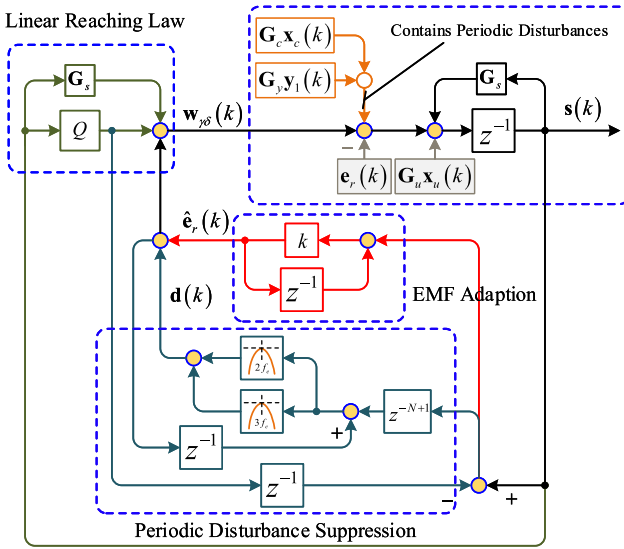 Linear Reaching Law
G_c x_c(k)
Contains Periodic Disturbances
G_y y_1(k)
G_s
G_s
w_γδ(k)
s(k)
Q
z^{-1}
−
e_r(k)
G_u x_u(k)
ê_r(k)
k
d(k)
z^{-1}
EMF Adaption
2f_e
3f_e
z^{-N+1}
+
z^{-1}
z^{-1}
−
+
Periodic Disturbance Suppression